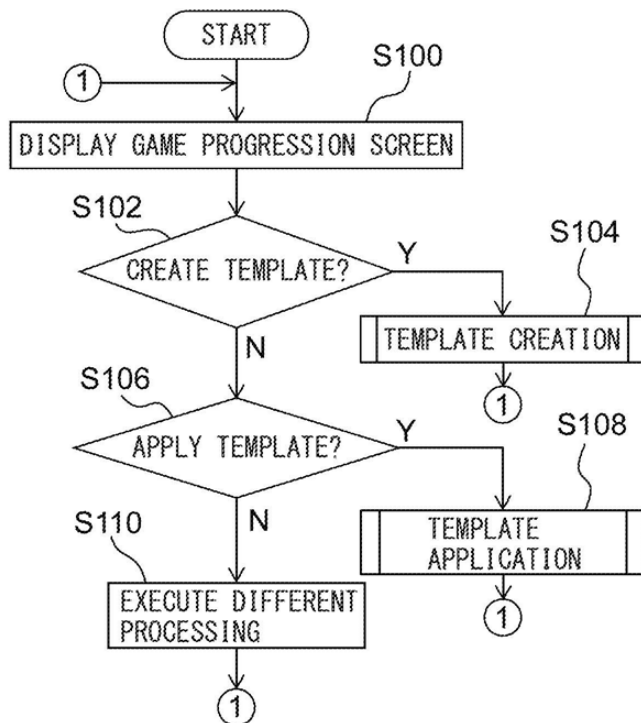 START
1
S100
DISPLAY GAME PROGRESSION SCREEN
S102
CREATE TEMPLATE?
Y
S104
TEMPLATE CREATION
1
N
S106
APPLY TEMPLATE?
Y
S108
TEMPLATE
APPLICATION
1
N
S110
EXECUTE DIFFERENT
PROCESSING
1